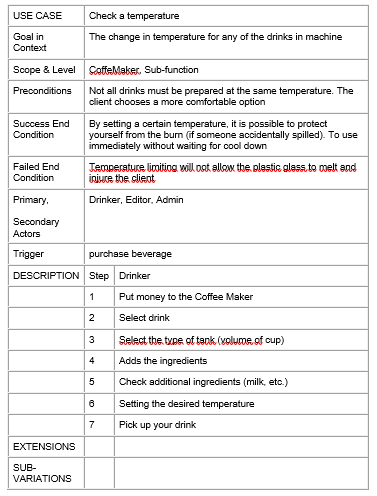 USE CASE
Check a temperature
Goal in
Context
The change in temperature for any of the drinks in machine
Scope & Level
CoffeMaker, Sub-function
Preconditions
Not all drinks must be prepared at the same temperature. The
client chooses a more comfortable option
Success End
Condition
By setting a certain temperature, it is possible to protect
yourself from the burn (if someone accidentally spilled). To use
immediately without waiting for cool down
Failed End
Condition
Temperature limiting will not allow the plastic glass to melt and
injure the client
Primary,
Secondary
Actors
Drinker, Editor, Admin
Trigger
purchase beverage
DESCRIPTION Step Drinker
1 Put money to the Coffee Maker
2 Select drink
3 Select the type of tank (volume of cup)
4 Adds the ingredients
5 Check additional ingredients (milk, etc.)
6 Setting the desired temperature
7 Pick up your drink
EXTENSIONS
SUB-
VARIATIONS